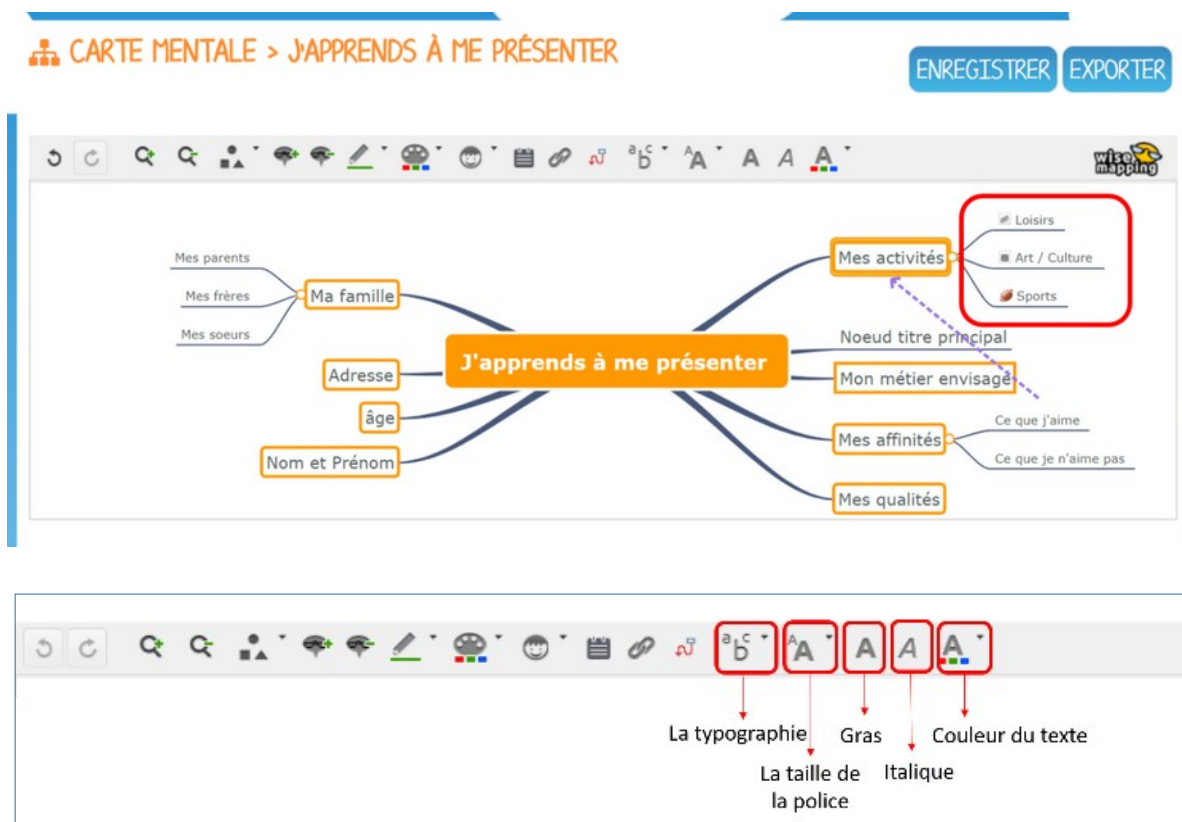 CARTE MENTALE > J'APPRENDS À ME PRÉSENTER
ENREGISTRER EXPORTER
wise mapping
Mes parents
Mes frères
Mes soeurs
Ma famille
Adresse
âge
Nom et Prénom
J'apprends à me présenter
Mes activités
Loisirs
Art / Culture
Sports
Noeud titre principal
Mon métier envisagé
Mes affinités
Ce que j'aime
Ce que je n'aime pas
Mes qualités
La typographie
Gras
Couleur du texte
La taille de
la police
Italique